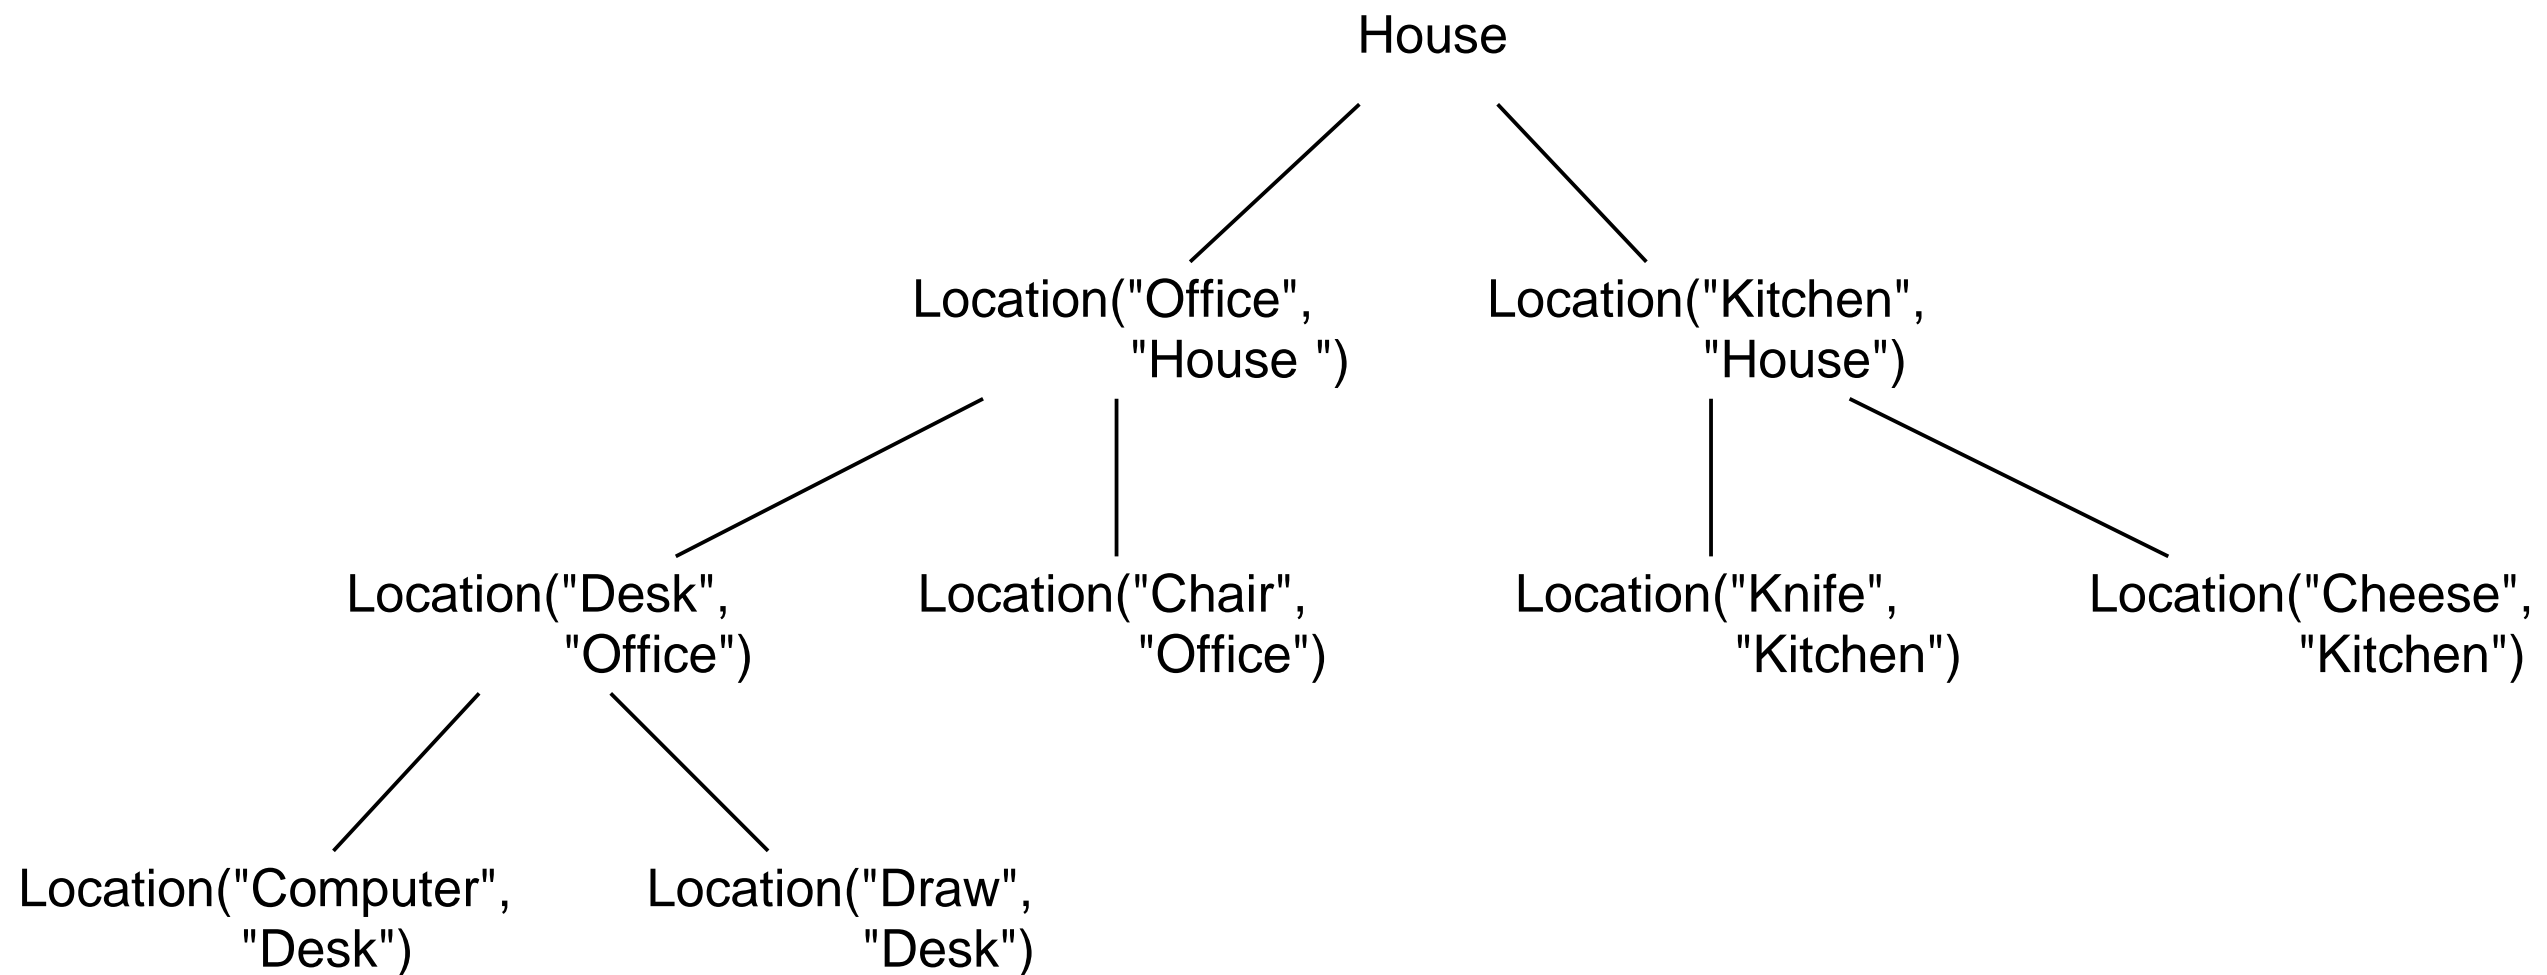 House
Location("Office",
"House ")
Location("Kitchen",
"House")
Location("Desk",
"Office")
Location("Chair",
"Office")
Location("Knife",
"Kitchen")
Location("Cheese",
"Kitchen")
Location("Computer",
"Desk")
Location("Draw",
"Desk")